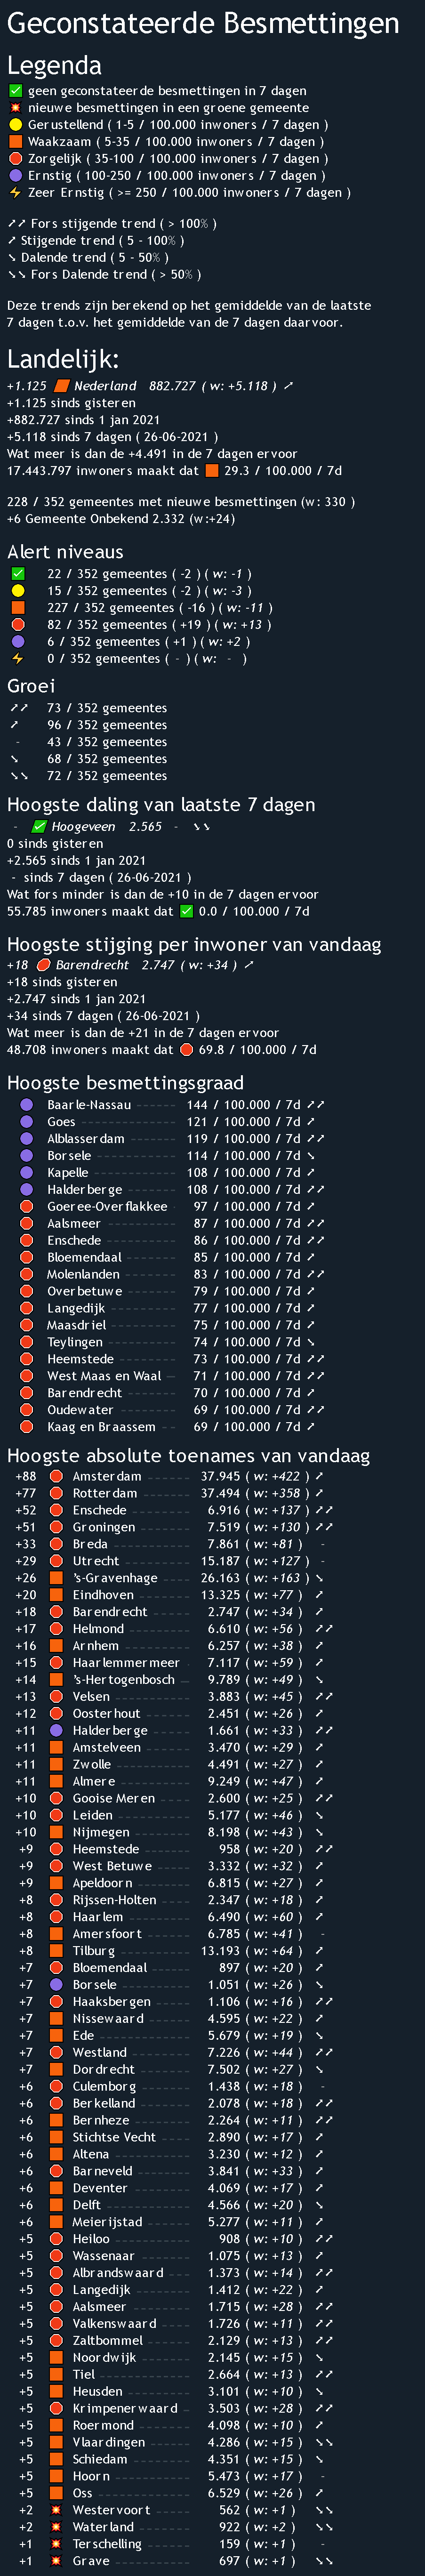 Geconstateerde Besmettingen
Legenda
✅ geen geconstateerde besmettingen in 7 dagen
💥 nieuwe besmettingen in een groene gemeente
🟡 Gerustellend ( 1-5 / 100.000 inwoners / 7 dagen )
🟧 Waakzaam ( 5-35 / 100.000 inwoners / 7 dagen )
🔴 Zorgelijk ( 35-100 / 100.000 inwoners / 7 dagen )
🟣 Ernstig ( 100-250 / 100.000 inwoners / 7 dagen )
⚡ Zeer Ernstig ( >= 250 / 100.000 inwoners / 7 dagen )
↗↗ Fors stijgende trend ( > 100% )
↗ Stijgende trend ( 5 - 100% )
↘ Dalende trend ( 5 - 50% )
↘↘ Fors Dalende trend ( > 50% )
Deze trends zijn berekend op het gemiddelde van de laatste
7 dagen t.o.v. het gemiddelde van de 7 dagen daarvoor.
Landelijk:
+1.125 🟧 Nederland 882.727 ( w: +5.118 ) ↗
+1.125 sinds gisteren
+882.727 sinds 1 jan 2021
+5.118 sinds 7 dagen ( 26-06-2021 )
Wat meer is dan de +4.491 in de 7 dagen ervoor
17.443.797 inwoners maakt dat 🟧 29.3 / 100.000 / 7d
228 / 352 gemeentes met nieuwe besmettingen (w: 330 )
+6 Gemeente Onbekend 2.332 (w:+24)
Alert niveaus
✅ 22 / 352 gemeentes ( -2 ) ( w: -1 )
🟡 15 / 352 gemeentes ( -2 ) ( w: -3 )
🟧 227 / 352 gemeentes ( -16 ) ( w: -11 )
🔴 82 / 352 gemeentes ( +19 ) ( w: +13 )
🟣 6 / 352 gemeentes ( +1 ) ( w: +2 )
⚡ 0 / 352 gemeentes ( - ) ( w: - )
Groei
↗↗ 73 / 352 gemeentes
↗ 96 / 352 gemeentes
- 43 / 352 gemeentes
↘ 68 / 352 gemeentes
↘↘ 72 / 352 gemeentes
Hoogste daling van laatste 7 dagen
- ✅ Hoogeveen 2.565 - ↘↘
0 sinds gisteren
+2.565 sinds 1 jan 2021
- sinds 7 dagen ( 26-06-2021 )
Wat fors minder is dan de +10 in de 7 dagen ervoor
55.785 inwoners maakt dat ✅ 0.0 / 100.000 / 7d
Hoogste stijging per inwoner van vandaag
+18 🔴 Barendrecht 2.747 ( w: +34 ) ↗
+18 sinds gisteren
+2.747 sinds 1 jan 2021
+34 sinds 7 dagen ( 26-06-2021 )
Wat meer is dan de +21 in de 7 dagen ervoor
48.708 inwoners maakt dat 🔴 69.8 / 100.000 / 7d
Hoogste besmettingsgraad
🟣 Baarle-Nassau ------ 144 / 100.000 / 7d ↗↗
🟣 Goes ------ 121 / 100.000 / 7d ↗
🟣 Alblasserdam ------ 119 / 100.000 / 7d ↗↗
🟣 Borsele ------ 114 / 100.000 / 7d ↘
🟣 Kapelle ------ 108 / 100.000 / 7d ↗
🟣 Halderberge ------ 108 / 100.000 / 7d ↗↗
🔴 Goeree-Overflakkee 97 / 100.000 / 7d ↗
🔴 Aalsmeer ------ 87 / 100.000 / 7d ↗↗
🔴 Enschede ------ 86 / 100.000 / 7d ↗↗
🔴 Bloemendaal ------ 85 / 100.000 / 7d ↗
🔴 Molenlanden ------ 83 / 100.000 / 7d ↗↗
🔴 Overbetuwe ------ 79 / 100.000 / 7d ↗
🔴 Langedijk ------ 77 / 100.000 / 7d ↗
🔴 Maasdriel ------ 75 / 100.000 / 7d ↗
🔴 Teylingen ------ 74 / 100.000 / 7d ↘
🔴 Heemstede ------ 73 / 100.000 / 7d ↗↗
🔴 West Maas en Waal -- 71 / 100.000 / 7d ↗↗
🔴 Barendrecht ------ 70 / 100.000 / 7d ↗
🔴 Oudewater ------ 69 / 100.000 / 7d ↗↗
🔴 Kaag en Braassem -- 69 / 100.000 / 7d ↗
Hoogste absolute toenames van vandaag
+88 🔴 Amsterdam ------ 37.945 ( w: +422 ) ↗
+77 🔴 Rotterdam ------ 37.494 ( w: +358 ) ↗
+52 🔴 Enschede ------ 6.916 ( w: +137 ) ↗↗
+51 🔴 Groningen ------ 7.519 ( w: +130 ) ↗↗
+33 🔴 Breda ------ 7.861 ( w: +81 ) -
+29 🔴 Utrecht ------ 15.187 ( w: +127 ) -
+26 🟧 's-Gravenhage ---- 26.163 ( w: +163 ) ↘
+20 🟧 Eindhoven ------ 13.325 ( w: +77 ) ↗
+18 🔴 Barendrecht ------ 2.747 ( w: +34 ) ↗
+17 🔴 Helmond ------ 6.610 ( w: +56 ) ↗↗
+16 🟧 Arnhem ------ 6.257 ( w: +38 ) ↗
+15 🔴 Haarlemmermeer - 7.117 ( w: +59 ) ↗
+14 🟧 's-Hertogenbosch -- 9.789 ( w: +49 ) ↘
+13 🔴 Velsen ------ 3.883 ( w: +45 ) ↗↗
+12 🔴 Oosterhout ------ 2.451 ( w: +26 ) ↗
+11 🟣 Halderberge ------ 1.661 ( w: +33 ) ↗↗
+11 🟧 Amstelveen ------ 3.470 ( w: +29 ) ↗
+11 🟧 Zwolle ------ 4.491 ( w: +27 ) ↗
+11 🟧 Almere ------ 9.249 ( w: +47 ) ↗
+10 🔴 Gooise Meren ---- 2.600 ( w: +25 ) ↗↗
+10 🔴 Leiden ------ 5.177 ( w: +46 ) ↘
+10 🟧 Nijmegen ------ 8.198 ( w: +43 ) ↘
+9 🔴 Heemstede ------ 958 ( w: +20 ) ↗↗
+9 🔴 West Betuwe ---- 3.332 ( w: +32 ) ↗
+9 🟧 Apeldoorn ------ 6.815 ( w: +27 ) ↗
+8 🔴 Rijssen-Holten ---- 2.347 ( w: +18 ) ↗
+8 🔴 Haarlem ------ 6.490 ( w: +60 ) ↗
+8 🟧 Amersfoort ------ 6.785 ( w: +41 ) -
+8 🟧 Tilburg ------ 13.193 ( w: +64 ) ↗
+7 🔴 Bloemendaal ------ 897 ( w: +20 ) ↗
+7 🟣 Borsele ------ 1.051 ( w: +26 ) ↘
+7 🔴 Haaksbergen ------ 1.106 ( w: +16 ) ↗↗
+7 🟧 Nissewaard ------ 4.595 ( w: +22 ) ↗
+7 🟧 Ede ------ 5.679 ( w: +19 ) ↘
+7 🔴 Westland ------ 7.226 ( w: +44 ) ↗↗
+7 🟧 Dordrecht ------ 7.502 ( w: +27 ) ↘
+6 🔴 Culemborg ------ 1.438 ( w: +18 ) -
+6 🔴 Berkelland ------ 2.078 ( w: +18 ) ↗↗
+6 🟧 Bernheze ------ 2.264 ( w: +11 ) ↗↗
+6 🟧 Stichtse Vecht ---- 2.890 ( w: +17 ) ↗
+6 🟧 Altena ------ 3.230 ( w: +12 ) ↗
+6 🔴 Barneveld ------ 3.841 ( w: +33 ) ↗
+6 🟧 Deventer ------ 4.069 ( w: +17 ) ↗
+6 🟧 Delft ------ 4.566 ( w: +20 ) ↘
+6 🟧 Meierijstad ------ 5.277 ( w: +11 ) ↗
+5 🔴 Heiloo ------ 908 ( w: +10 ) ↗↗
+5 🔴 Wassenaar ------ 1.075 ( w: +13 ) ↗
+5 🔴 Albrandswaard ---- 1.373 ( w: +14 ) ↗↗
+5 🔴 Langedijk ------ 1.412 ( w: +22 ) ↗
+5 🔴 Aalsmeer ------ 1.715 ( w: +28 ) ↗↗
+5 🔴 Valkenswaard ---- 1.726 ( w: +11 ) ↗↗
+5 🔴 Zaltbommel ------ 2.129 ( w: +13 ) ↗↗
+5 🟧 Noordwijk ------ 2.145 ( w: +15 ) ↘
+5 🟧 Tiel ------ 2.664 ( w: +13 ) ↗↗
+5 🟧 Heusden ------ 3.101 ( w: +10 ) ↘
+5 🔴 Krimpenerwaard - 3.503 ( w: +28 ) ↗↗
+5 🟧 Roermond ------ 4.098 ( w: +10 ) ↗
+5 🟧 Vlaardingen ------ 4.286 ( w: +15 ) ↘↘
+5 🟧 Schiedam ------ 4.351 ( w: +15 ) ↘
+5 🟧 Hoorn ------ 5.473 ( w: +17 ) -
+5 🟧 Oss ------ 6.529 ( w: +26 ) ↗
+2 💥 Westervoort ------ 562 ( w: +1 ) ↘↘
+2 💥 Waterland ------ 922 ( w: +2 ) ↘↘
+1 💥 Terschelling ------ 159 ( w: +1 ) -
+1 💥 Grave ------ 697 ( w: +1 ) ↘↘